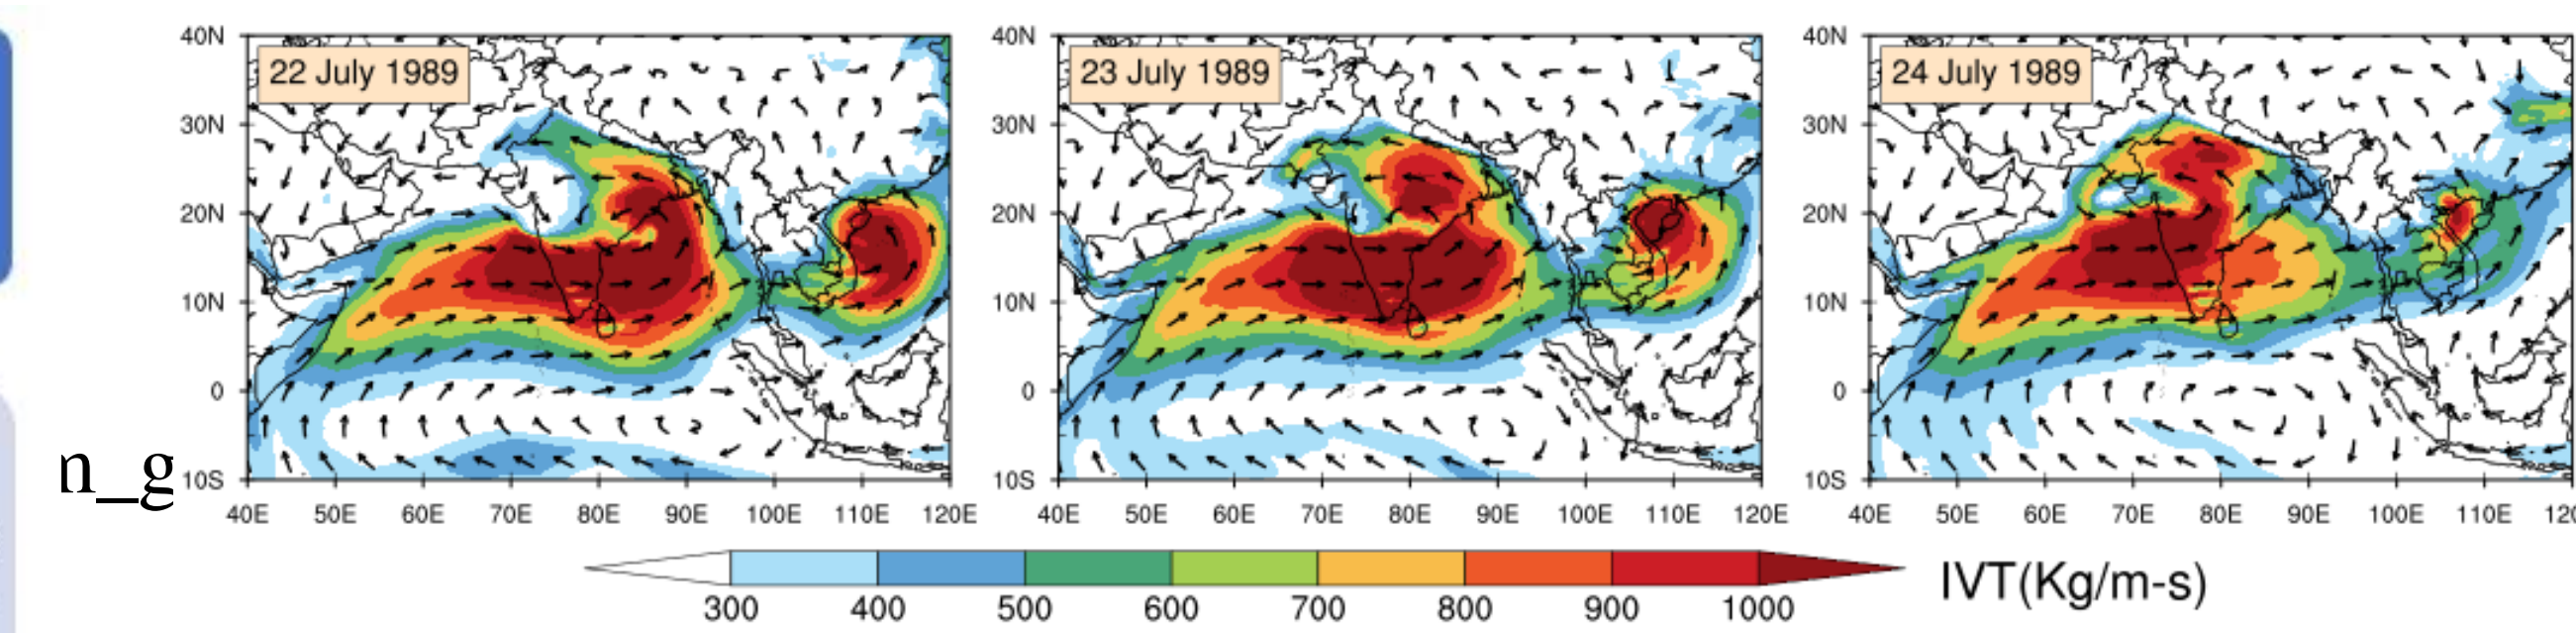 22 July 1989
40N
30N
20N
10N
0
10S
40E 50E 60E 70E 80E 90E 100E 110E 120E
23 July 1989
40N
30N
20N
10N
0
10S
40E 50E 60E 70E 80E 90E 100E 110E 120E
24 July 1989
40N
30N
20N
10N
0
10S
40E 50E 60E 70E 80E 90E 100E 110E 120
n_g
300 400 500 600 700 800 900 1000
IVT(Kg/m-s)